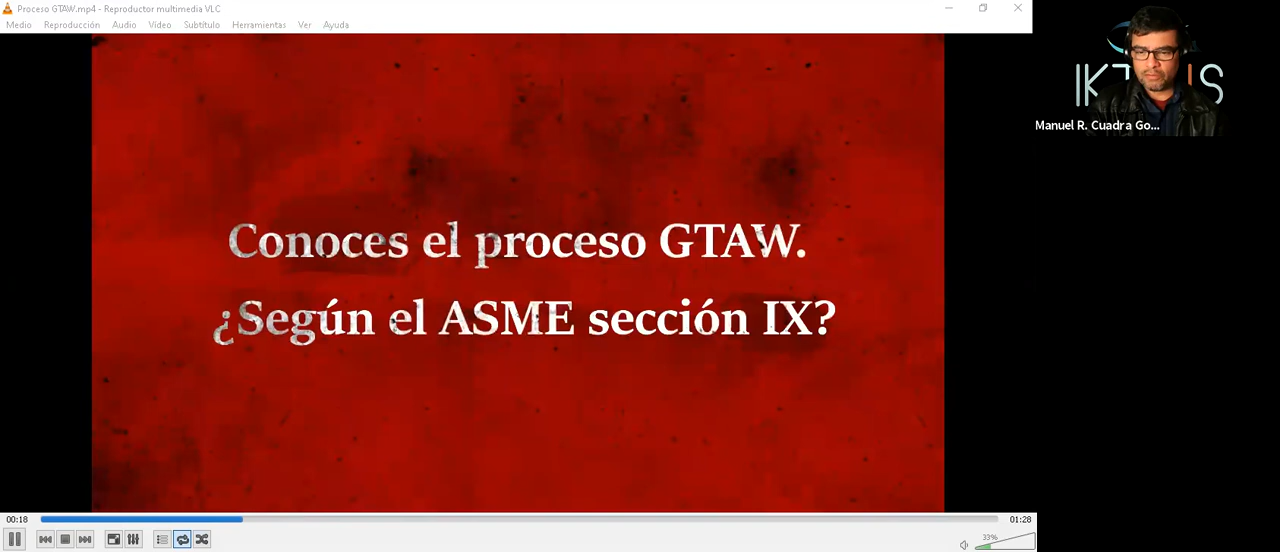 Proceso GTAW.mp4 - Reproductor multimedia VLC
Medio Reproducción Audio Vídeo Subtítulo Herramientas Ver Ayuda
Manuel R. Cuadra Go...
Conoces el proceso GTAW.
¿Según el ASME sección IX?
00:18
01:28
33%